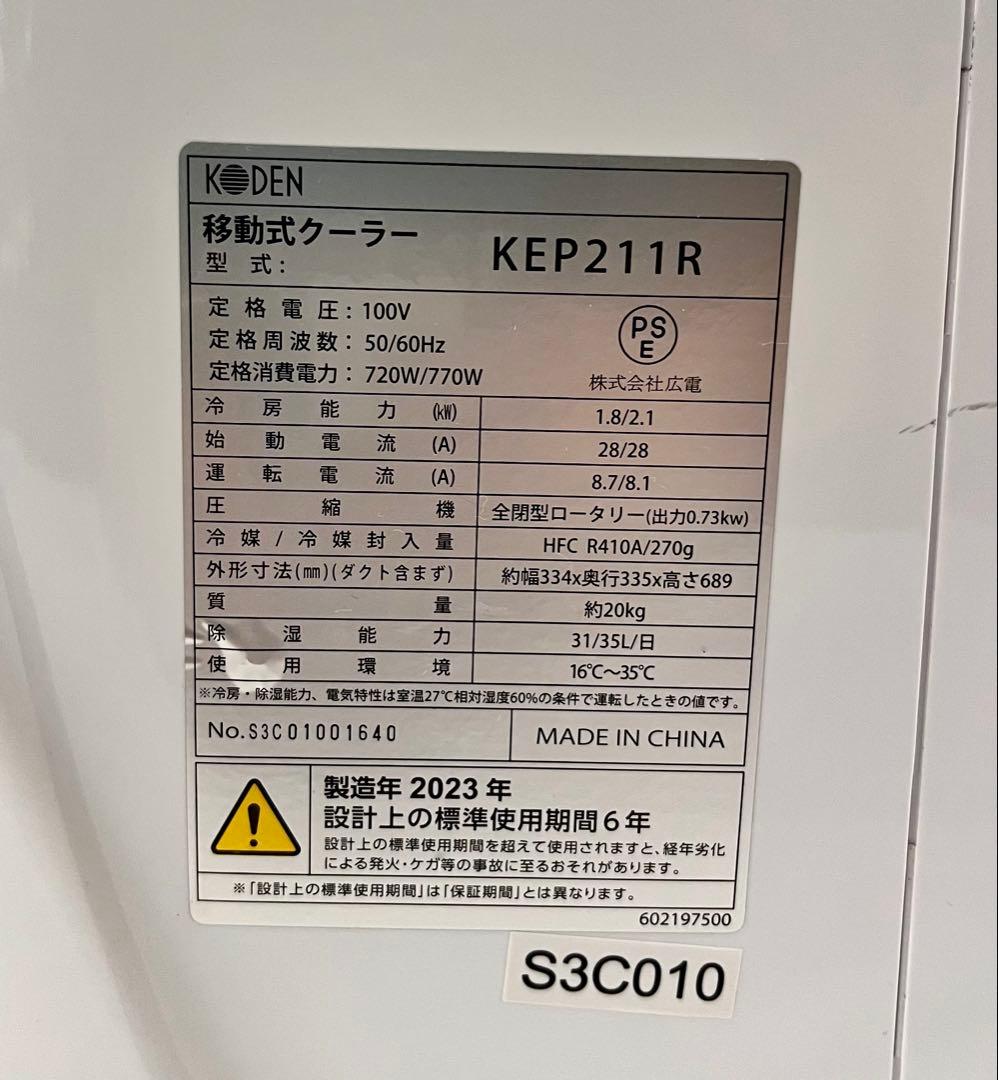 KODEN
移動式クーラー
型式: KEP211R
定格電圧: 100V
定格周波数: 50/60Hz
定格消費電力: 720W/770W
PS
E
株式会社広電
冷房能力(kW) 1.8/2.1
始動電流(A) 28/28
運転電流(A) 8.7/8.1
圧縮機 全閉型ロータリー(出力0.73kw)
冷媒/冷媒封入量 HFC R410A/270g
外形寸法(mm)(ダクト含まず) 約幅334x奥行335x高さ689
質量 約20kg
除湿能力 31/35L/日
使用環境 16℃〜35℃
※冷房・除湿能力、電気特性は室温27℃相対湿度60%の条件で運転したときの値です。
No.S3C01001640 MADE IN CHINA
製造年 2023 年
設計上の標準使用期間6年
設計上の標準使用期間を超えて使用されますと、経年劣化
による発火・ケガ等の事故に至るおそれがあります。
※「設計上の標準使用期間」は「保証期間」とは異なります。
602197500
S3C010